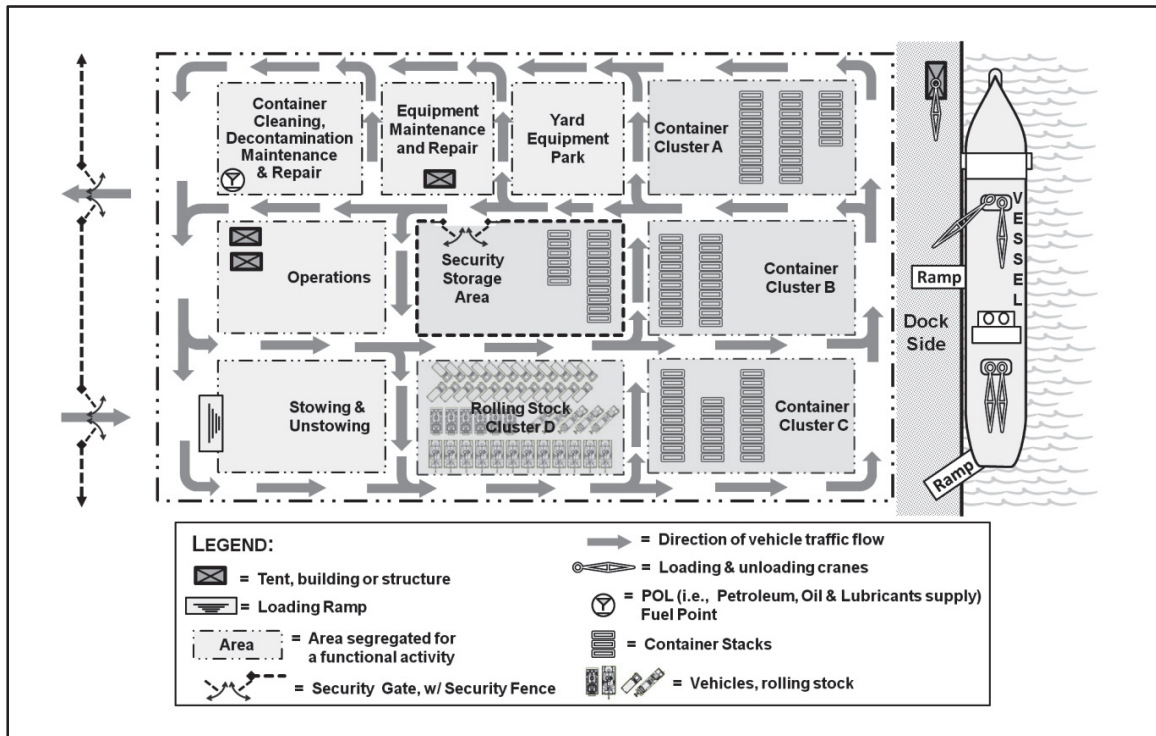 Container
Cleaning,
Decontamination
Maintenance
& Repair
Equipment
Maintenance
and Repair
Yard
Equipment
Park
Container
Cluster A
Operations
Security
Storage
Area
Container
Cluster B
Stowing &
Unstowing
Rolling Stock
Cluster D
Container
Cluster C
Dock
Side
Ramp
VESSEL
Ramp
LEGEND:
= Tent, building or structure
= Loading Ramp
Area = Area segregated for
a functional activity
= Security Gate, w/ Security Fence
= Direction of vehicle traffic flow
= Loading & unloading cranes
= POL (i.e., Petroleum, Oil & Lubricants supply)
Fuel Point
= Container Stacks
= Vehicles, rolling stock